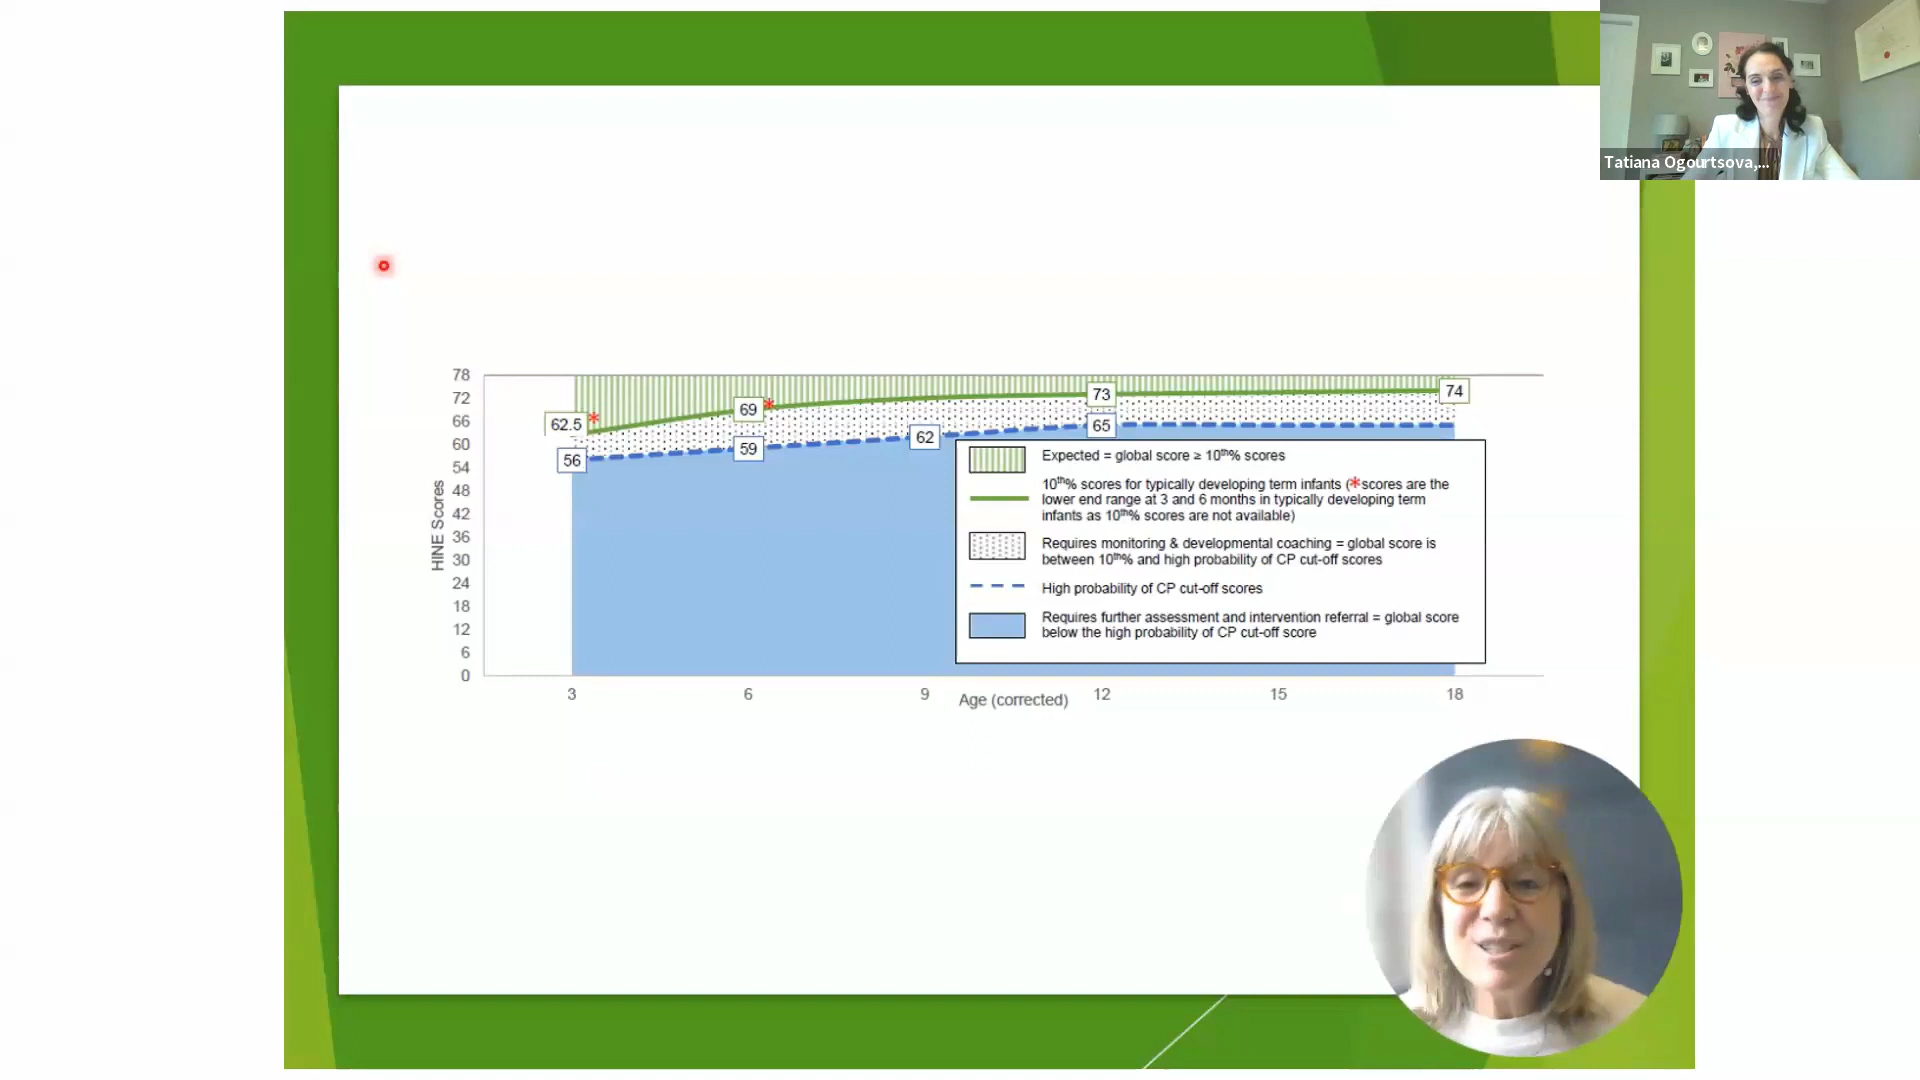 Tatiana Ogourtsova,...
78
72
66
60
54
48
42
36
30
24
18
12
6
0
HINE Scores
62.5 *
69 *
73
74
56
59
62
65
Expected = global score ≥ 10th% scores
10th% scores for typically developing term infants (*scores are the
lower end range at 3 and 6 months in typically developing term
infants as 10th% scores are not available)
Requires monitoring & developmental coaching = global score is
between 10th% and high probability of CP cut-off scores
High probability of CP cut-off scores
Requires further assessment and intervention referral = global score
below the high probability of CP cut-off score
3 6 9 12 15 18
Age (corrected)